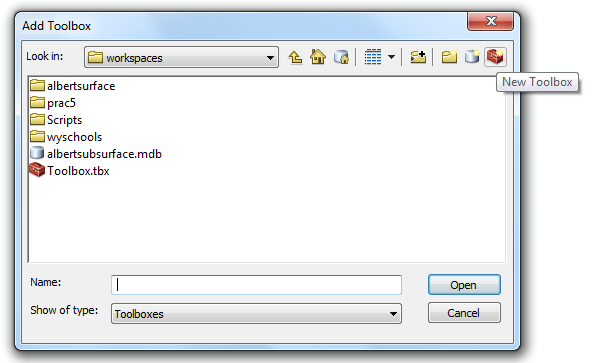 Add Toolbox
Look in: workspaces
New Toolbox
albertsurface
prac5
Scripts
wyschools
albertsubsurface.mdb
Toolbox.tbx
Name: Open
Show of type: Toolboxes Cancel